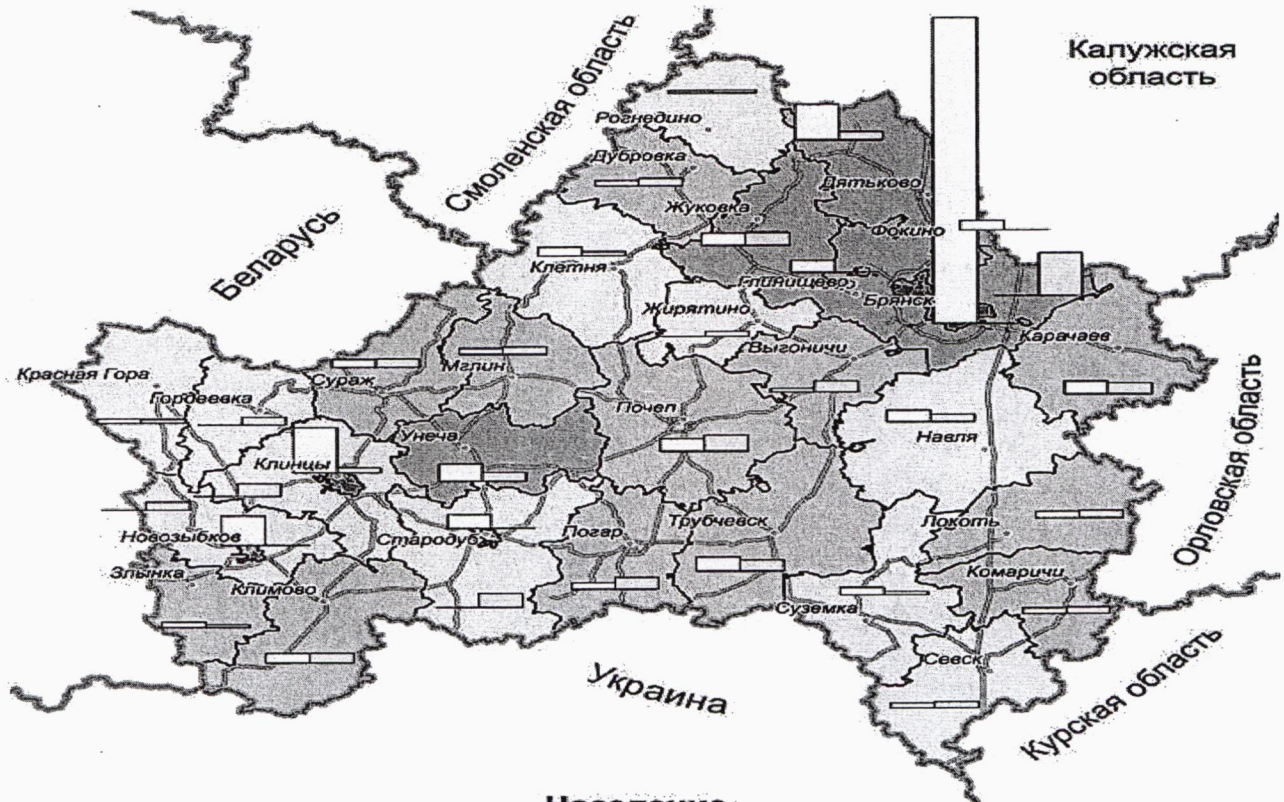 Калужская
область
Смоленская область
Рогнедино
Дубровка
Дятьково
Жуковка
Фокино
Беларусь
Клетня
Глинищево
Брянск
Жирятино
Карачаев
Выгоничи
Красная Гора
Сураж
Мглин
Гордеевка
Почеп
Унеча
Навля
Клинцы
Орловская область
Новозыбков
Стародуб
Погар
Трубчевск
Локоть
Злынка
Климово
Комаричи
Суземка
Севск
Украина
Курская область